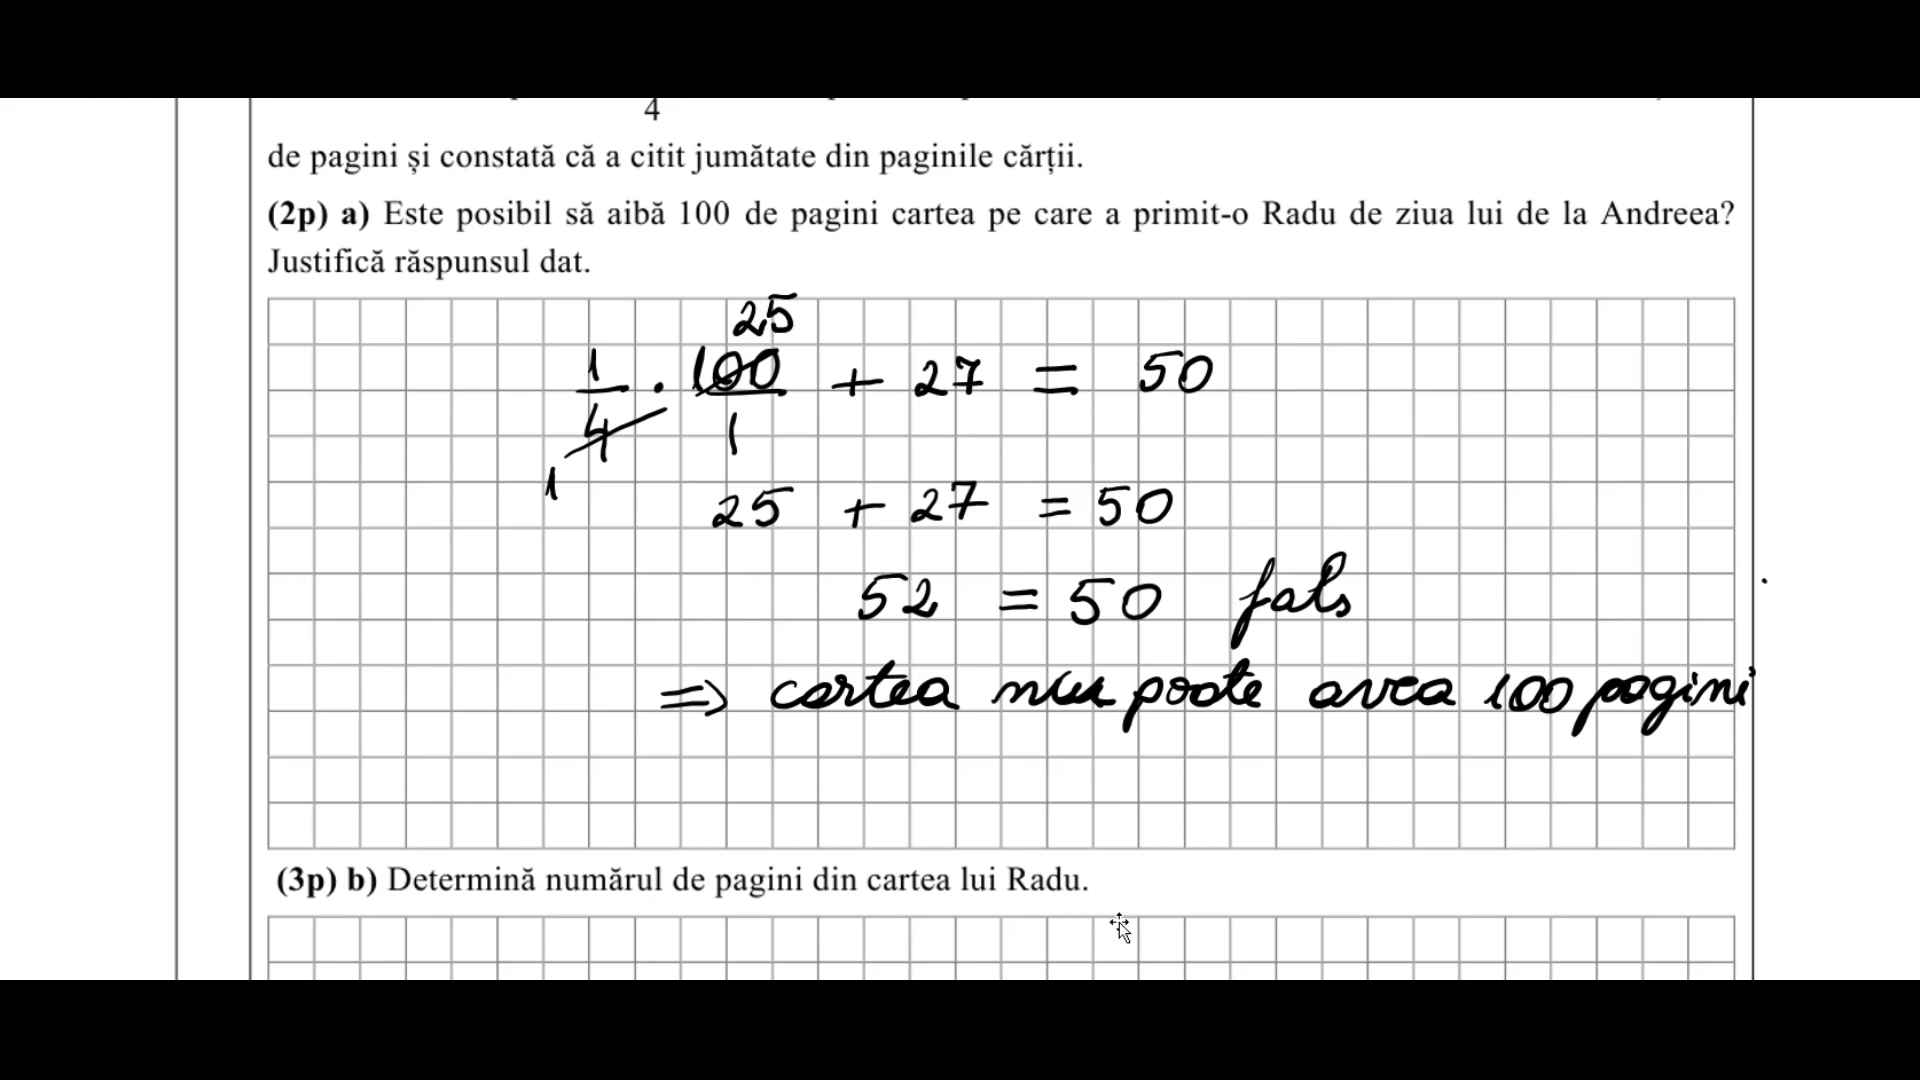 4
de pagini și constată că a citit jumătate din paginile cărții.
(2p) a) Este posibil să aibă 100 de pagini cartea pe care a primit-o Radu de ziua lui de la Andreea?
Justifică răspunsul dat.
25
1/4 · 100/1 + 27 = 50
1
25 + 27 = 50
52 = 50 fals
⇒ cartea nu poate avea 100 pagini
(3p) b) Determină numărul de pagini din cartea lui Radu.